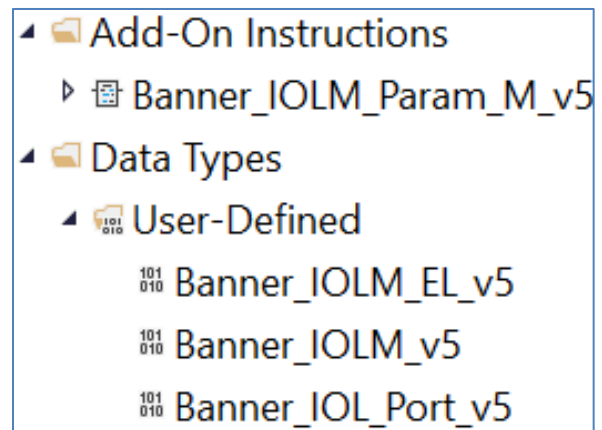 Add-On Instructions
Banner_IOLM_Param_M_v5
Data Types
User-Defined
Banner_IOLM_EL_v5
Banner_IOLM_v5
Banner_IOL_Port_v5